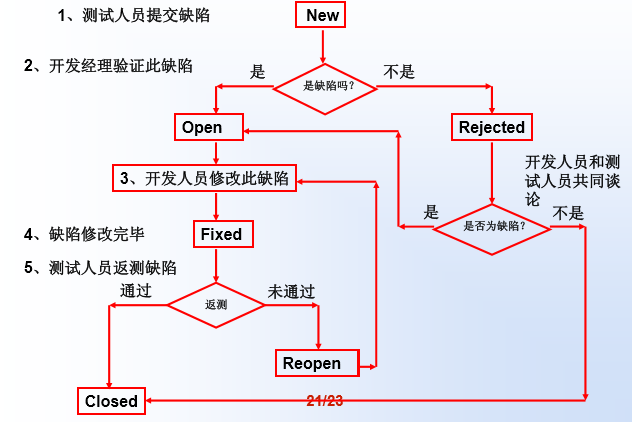 1、测试人员提交缺陷
New
2、开发经理验证此缺陷
是
不是
是缺陷吗?
Open
Rejected
开发人员和测
试人员共同谈
论
3、开发人员修改此缺陷
是
不是
是否为缺陷?
4、缺陷修改完毕
Fixed
5、测试人员返测缺陷
通过
未通过
返测
Reopen
Closed
21/23